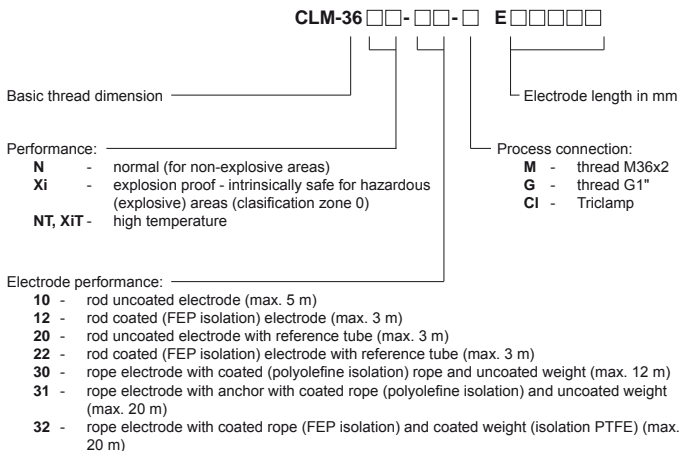 CLM-36 □□-□□-□ E□□□□□
Basic thread dimension
Electrode length in mm
Performance:
N - normal (for non-explosive areas)
Xi - explosion proof - intrinsically safe for hazardous
(explosive) areas (clasification zone 0)
NT, XiT - high temperature
Process connection:
M - thread M36x2
G - thread G1"
Cl - Triclamp
Electrode performance:
10 - rod uncoated electrode (max. 5 m)
12 - rod coated (FEP isolation) electrode (max. 3 m)
20 - rod uncoated electrode with reference tube (max. 3 m)
22 - rod coated (FEP isolation) electrode with reference tube (max. 3 m)
30 - rope electrode with coated (polyolefine isolation) rope and uncoated weight (max. 12 m)
31 - rope electrode with anchor with coated rope (polyolefine isolation) and uncoated weight
(max. 20 m)
32 - rope electrode with coated rope (FEP isolation) and coated weight (isolation PTFE) (max.
20 m)